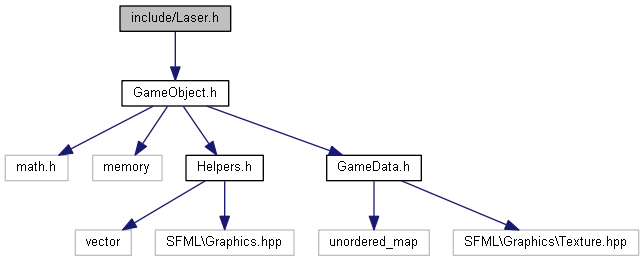 include/Laser.h
GameObject.h
math.h
memory
Helpers.h
GameData.h
vector
SFML\Graphics.hpp
unordered_map
SFML\Graphics\Texture.hpp